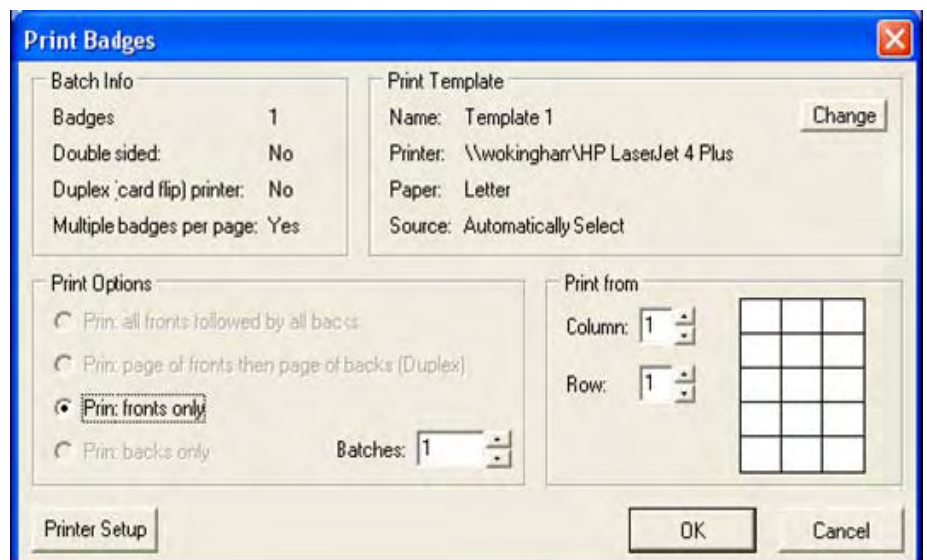 Print Badges
Batch Info
Badges 1
Double sided: No
Duplex (card flip) printer: No
Multiple badges per page: Yes
Print Template
Name: Template 1
Change
Printer: \\wokingharr\HP LaserJet 4 Plus
Paper: Letter
Source: Automatically Select
Print Options
Print all fronts followed by all backs
Print page of fronts then page of backs (Duplex)
Print fronts only
Print backs only
Batches: 1
Print from
Column: 1
Row: 1
Printer Setup
OK
Cancel